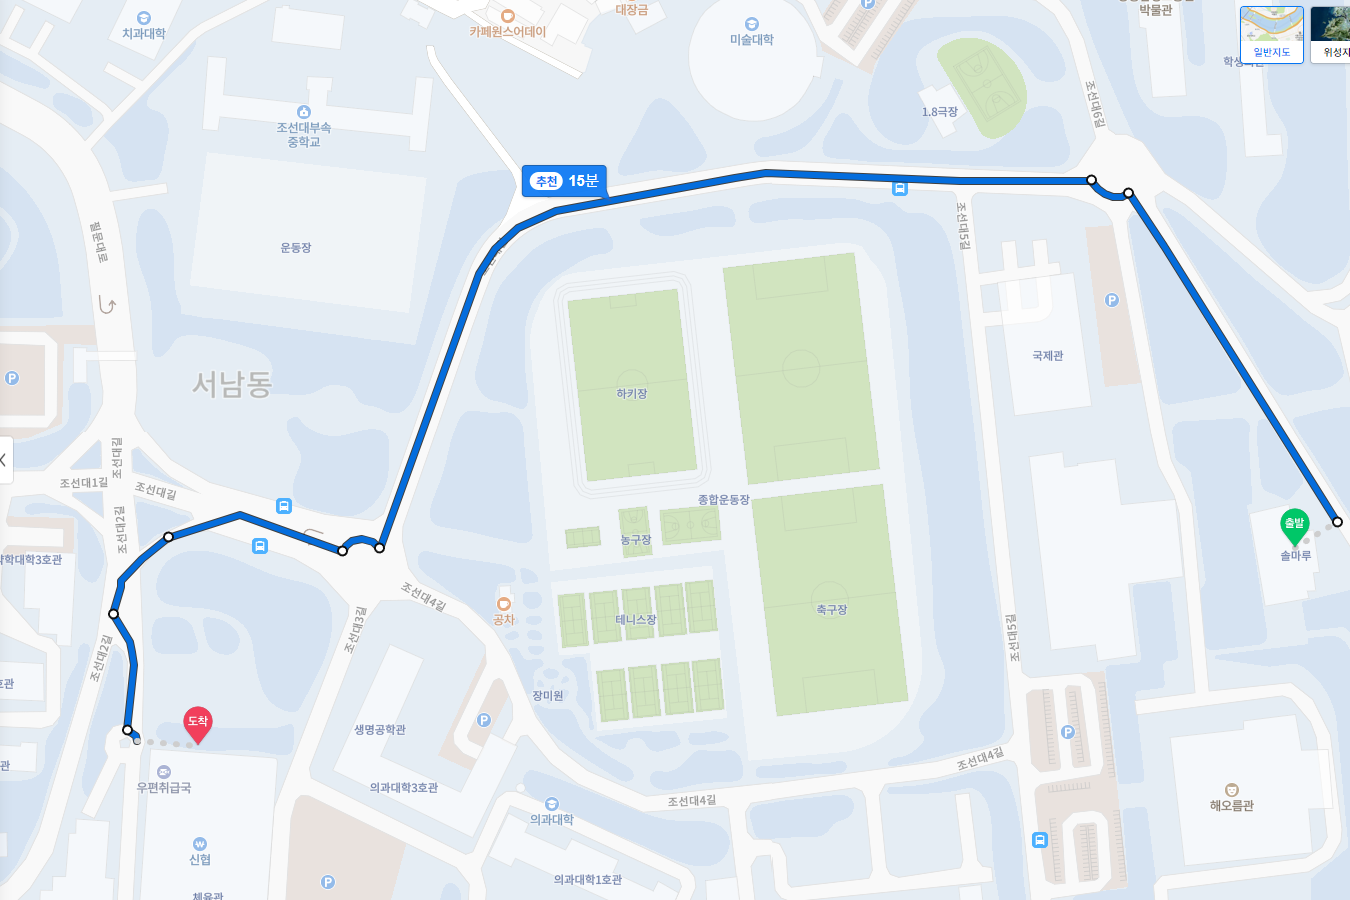 치과대학
카페원스어데이
대장금
미술대학
박물관
일반지도
위성지
조선대부속
중학교
1.8극장
조선대6길
추천 15분
운동장
필문대로
조선대5길
국제관
서남동
하키장
조선대길
조선대1길
조선대길
종합운동장
조선대2길
농구장
출발
솔마루
약학대학3호관
조선대4길
공차
테니스장
축구장
조선대3길
조선대5길
조선대2길
호관
장미원
도착
생명공학관
조선대4길
우편취급국
의과대학3호관
조선대4길
해오름관
의과대학
신협
의과대학1호관
체육관